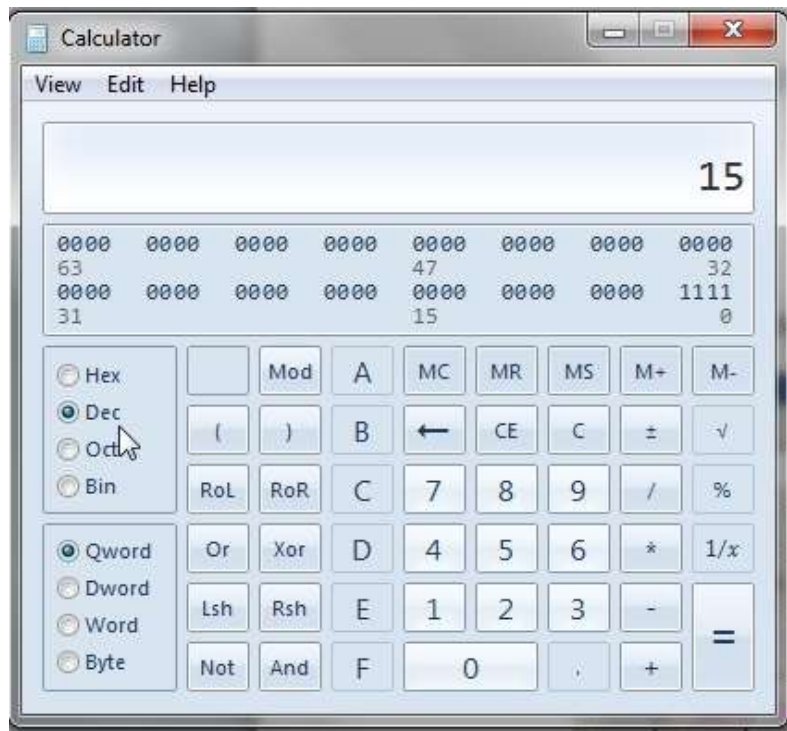 Calculator
View Edit Help
15
0000 0000 0000 0000 0000 0000 0000 0000
63 47 32
0000 0000 0000 0000 0000 0000 0000 1111
31 15 0
Hex Mod A MC MR MS M+ M-
Dec ( ) B ← CE C ± √
Oct
Bin RoL RoR C 7 8 9 / %
Qword Or Xor D 4 5 6 * 1/x
Dword
Word Lsh Rsh E 1 2 3 - =
Byte Not And F 0 . +